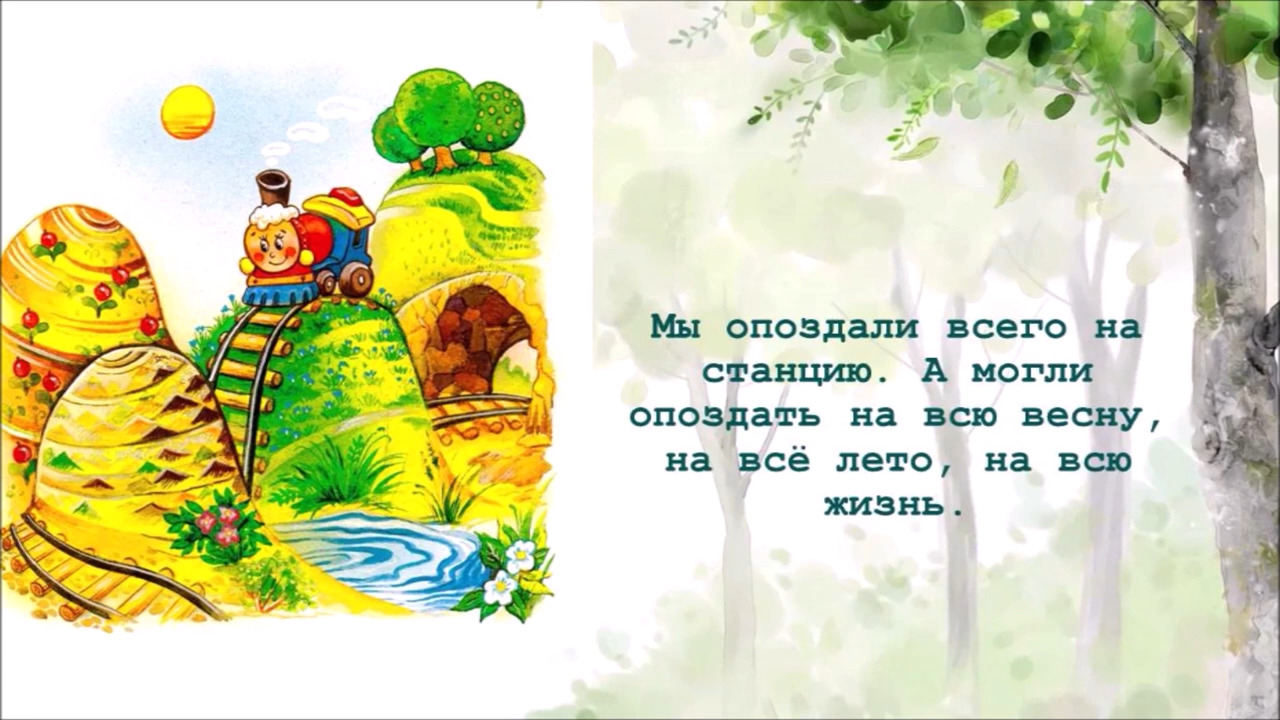 Мы опоздали всего на
станцию. А могли
опоздать на всю весну,
на всё лето, на всю
жизнь.